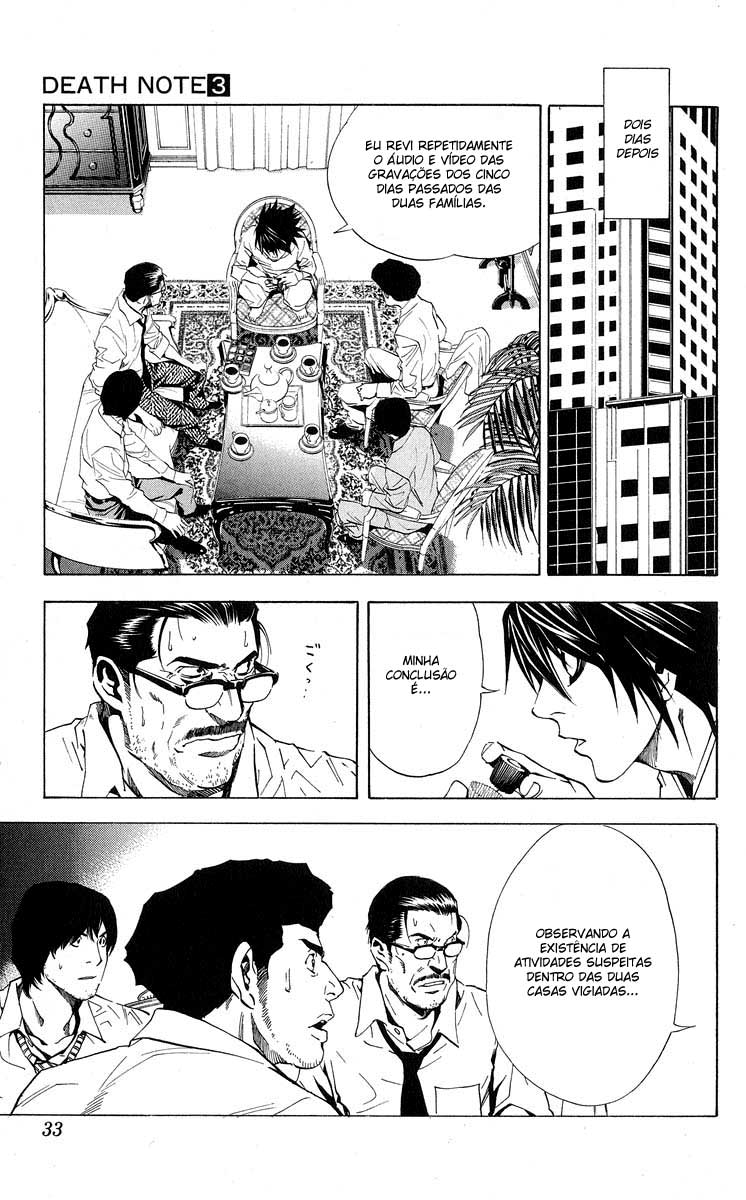 DEATH NOTE 3
DOIS
DIAS
DEPOIS
EU REVI REPETIDAMENTE
O ÁUDIO E VÍDEO DAS
GRAVAÇÕES DOS CINCO
DIAS PASSADOS DAS
DUAS FAMÍLIAS.
MINHA
CONCLUSÃO
É...
ごくっ...
OBSERVANDO A
EXISTÊNCIA DE
ATIVIDADES SUSPEITAS
DENTRO DAS DUAS
CASAS VIGIADAS...
33